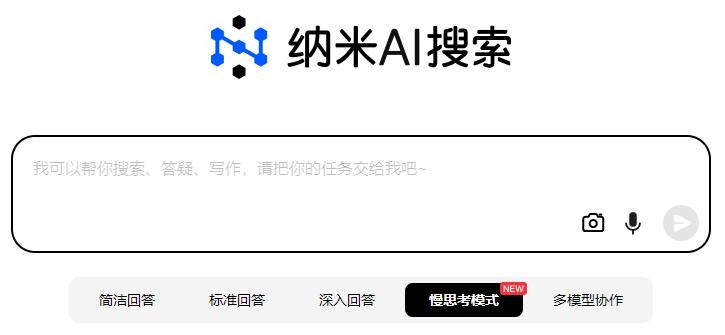 纳米AI搜索
我可以帮你搜索、答疑、写作，请把你的任务交给我吧~
简洁回答 标准回答 深入回答 慢思考模式 NEW 多模型协作